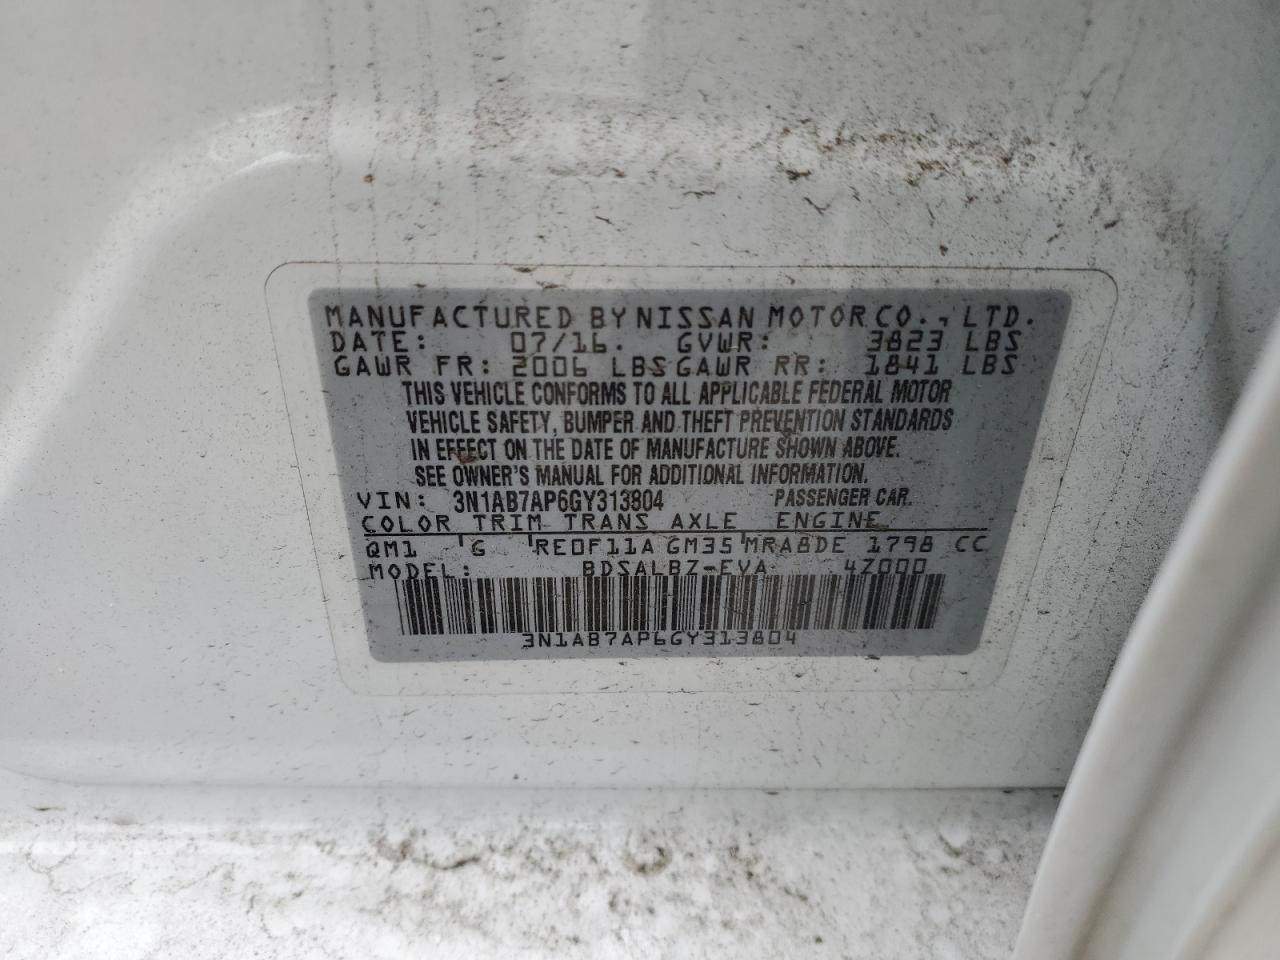 MANUFACTURED BY NISSAN MOTOR CO., LTD.
DATE: 07/16. GVWR: 3823 LBS
GAWR FR: 2006 LBS GAWR RR: 1841 LBS
THIS VEHICLE CONFORMS TO ALL APPLICABLE FEDERAL MOTOR
VEHICLE SAFETY, BUMPER AND THEFT PREVENTION STANDARDS
IN EFFECT ON THE DATE OF MANUFACTURE SHOWN ABOVE.
SEE OWNER'S MANUAL FOR ADDITIONAL INFORMATION.
VIN: 3N1AB7AP6GY313804 PASSENGER CAR.
COLOR TRIM TRANS AXLE ENGINE
QM1 G RE0F11A GM35 MRA8DE 1798 CC
MODEL: BDSALBZ-EVA 4Z000
3N1AB7AP6GY313804